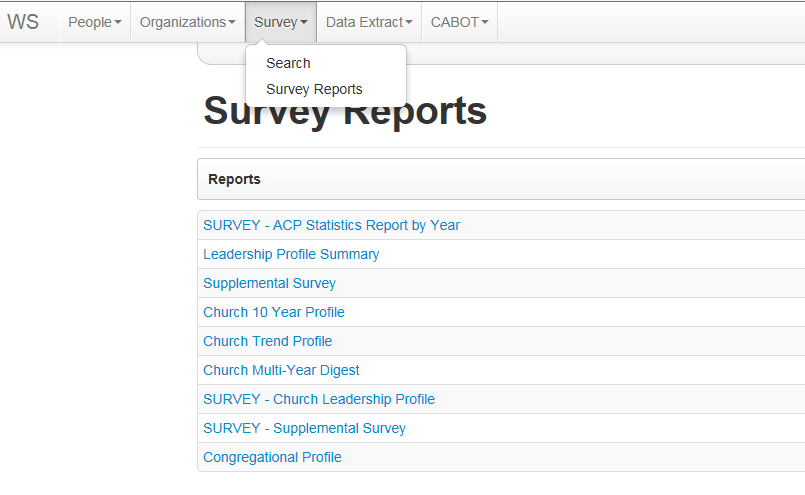 WS People Organizations Survey Data Extract CABOT
Search
Survey Reports
Survey Reports
Reports
SURVEY - ACP Statistics Report by Year
Leadership Profile Summary
Supplemental Survey
Church 10 Year Profile
Church Trend Profile
Church Multi-Year Digest
SURVEY - Church Leadership Profile
SURVEY - Supplemental Survey
Congregational Profile